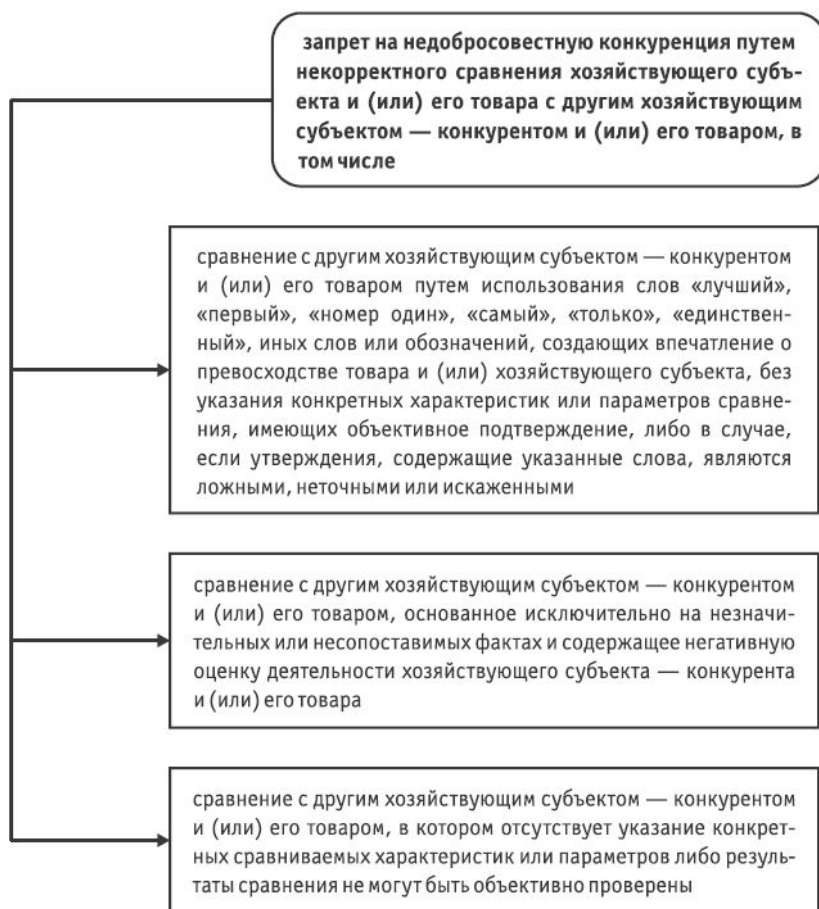 запрет на недобросовестную конкуренция путем
некорректного сравнения хозяйствующего субъ-
екта и (или) его товара с другим хозяйствующим
субъектом — конкурентом и (или) его товаром, в
том числе
сравнение с другим хозяйствующим субъектом — конкурентом
и (или) его товаром путем использования слов «лучший»,
«первый», «номер один», «самый», «только», «единствен-
ный», иных слов или обозначений, создающих впечатление о
превосходстве товара и (или) хозяйствующего субъекта, без
указания конкретных характеристик или параметров сравне-
ния, имеющих объективное подтверждение, либо в случае,
если утверждения, содержащие указанные слова, являются
ложными, неточными или искаженными
сравнение с другим хозяйствующим субъектом — конкурентом
и (или) его товаром, основанное исключительно на незначи-
тельных или несопоставимых фактах и содержащее негативную
оценку деятельности хозяйствующего субъекта — конкурента
и (или) его товара
сравнение с другим хозяйствующим субъектом — конкурентом
и (или) его товаром, в котором отсутствует указание конкрет-
ных сравниваемых характеристик или параметров либо резуль-
таты сравнения не могут быть объективно проверены